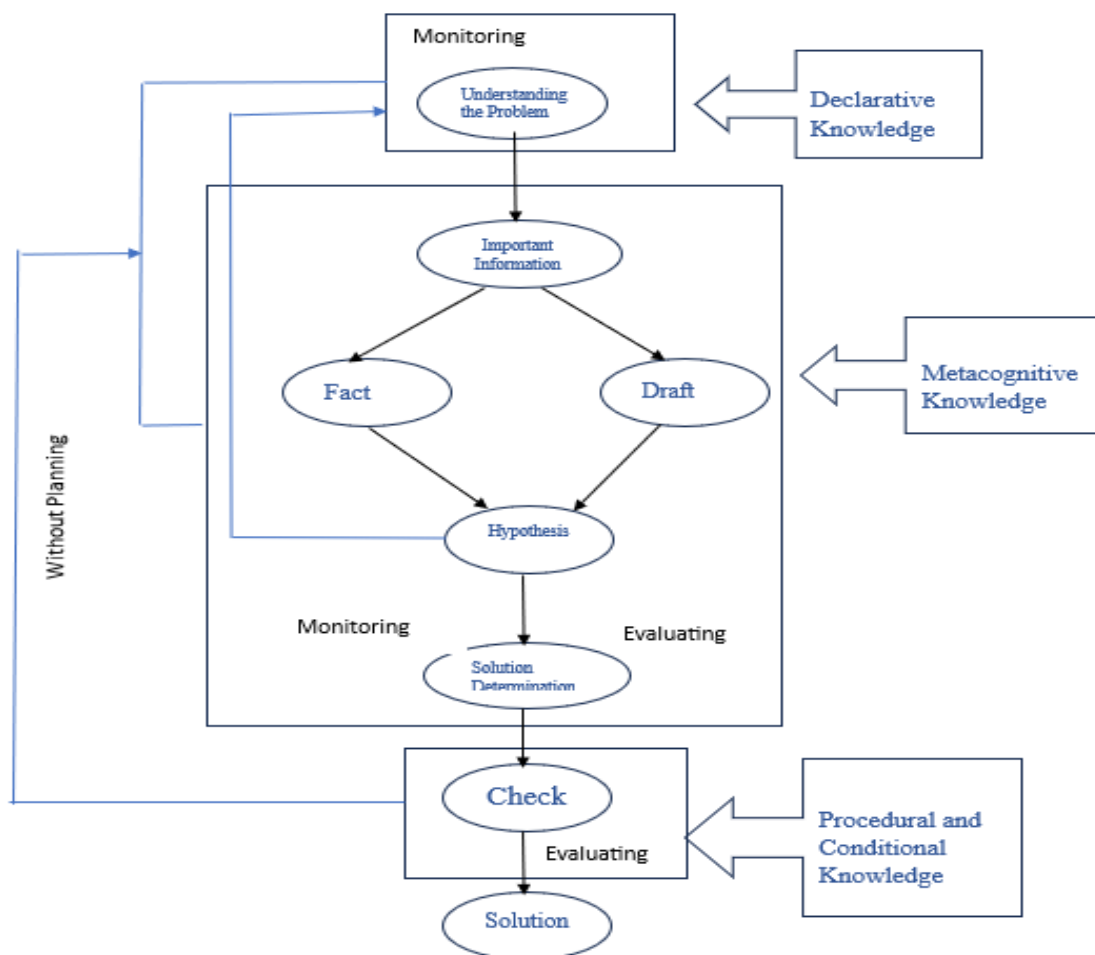 Monitoring
Understanding
the Problem
Declarative
Knowledge
Important
Information
Fact
Draft
Metacognitive
Knowledge
Without Planning
Hypothesis
Monitoring
Evaluating
Solution
Determination
Check
Evaluating
Procedural and
Conditional
Knowledge
Solution